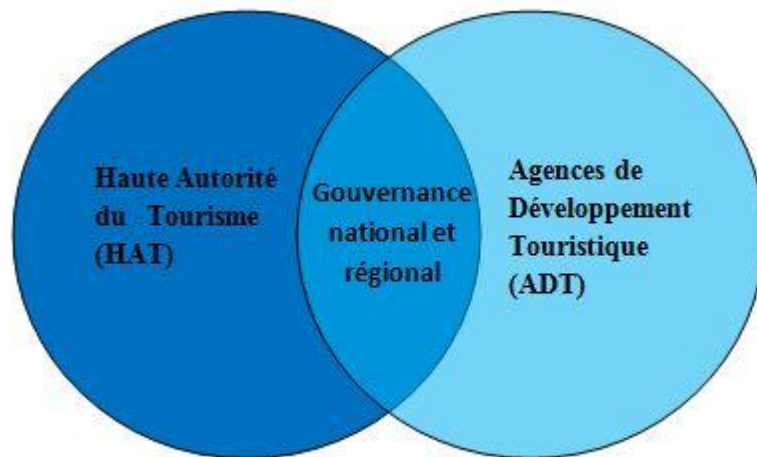 Haute Autorité
du Tourisme
(HAT)
Gouvernance
national et
régional
Agences de
Développement
Touristique
(ADT)